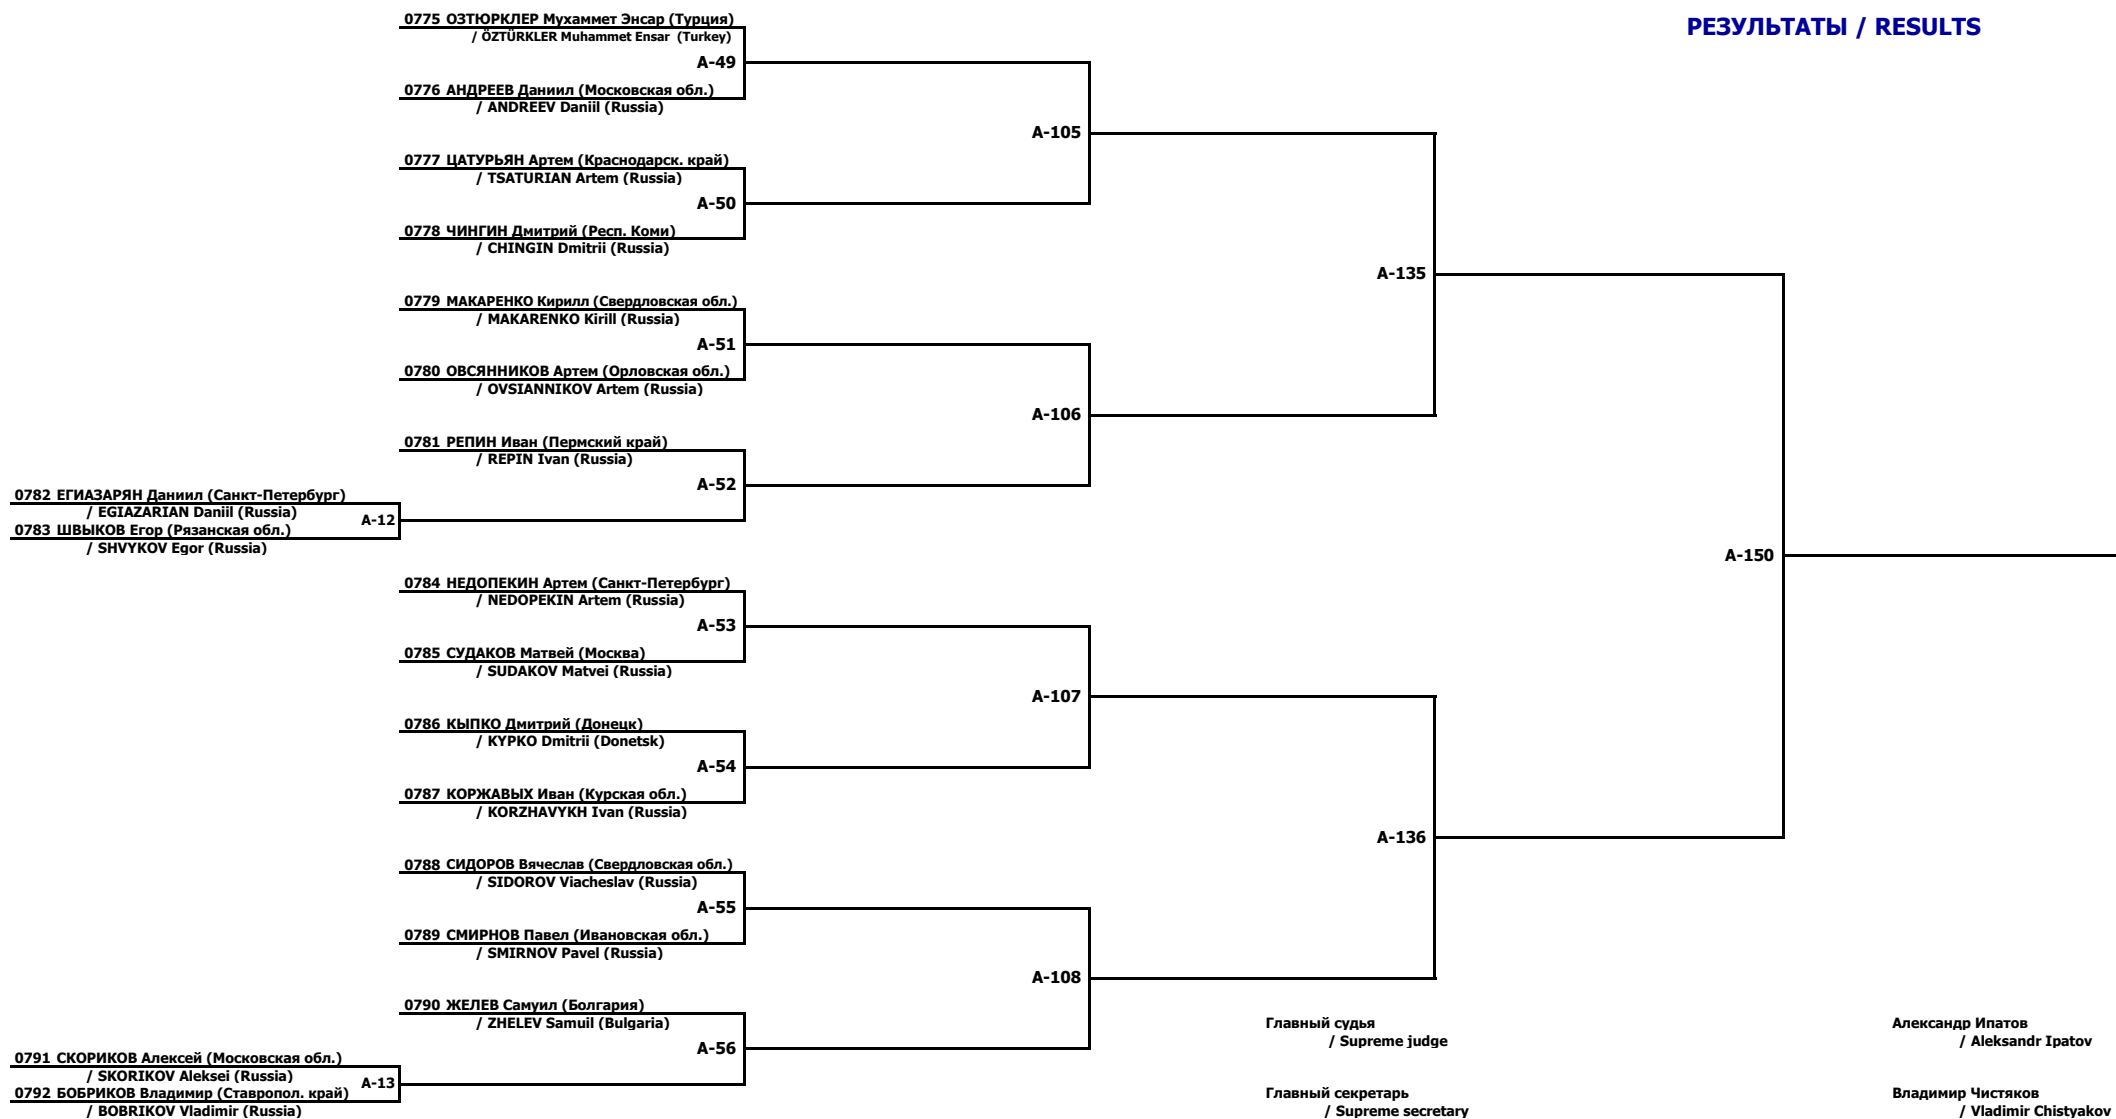 РЕЗУЛЬТАТЫ / RESULTS
0775 ОЗТЮРКЛЕР Мухаммет Энсар (Турция)
/ ÖZTÜRKLER Muhammet Ensar (Turkey)
A-49
0776 АНДРЕЕВ Даниил (Московская обл.)
/ ANDREEV Daniil (Russia)
A-105
0777 ЦАТУРЬЯН Артем (Краснодарск. край)
/ TSATURIAN Artem (Russia)
A-50
0778 ЧИНГИН Дмитрий (Респ. Коми)
/ CHINGIN Dmitrii (Russia)
A-135
0779 МАКАРЕНКО Кирилл (Свердловская обл.)
/ MAKARENKO Kirill (Russia)
A-51
0780 ОВСЯННИКОВ Артем (Орловская обл.)
/ OVSIANNIKOV Artem (Russia)
A-106
0781 РЕПИН Иван (Пермский край)
/ REPIN Ivan (Russia)
A-52
0782 ЕГИАЗАРЯН Даниил (Санкт-Петербург)
/ EGIAZARIAN Daniil (Russia)
A-12
0783 ШВЫКОВ Егор (Рязанская обл.)
/ SHVYKOV Egor (Russia)
A-150
0784 НЕДОПЕКИН Артем (Санкт-Петербург)
/ NEDOPEKIN Artem (Russia)
A-53
0785 СУДАКОВ Матвей (Москва)
/ SUDAKOV Matvei (Russia)
A-107
0786 КЫПКО Дмитрий (Донецк)
/ KYPKO Dmitrii (Donetsk)
A-54
0787 КОРЖАВЫХ Иван (Курская обл.)
/ KORZHAVYKH Ivan (Russia)
A-136
0788 СИДОРОВ Вячеслав (Свердловская обл.)
/ SIDOROV Viacheslav (Russia)
A-55
0789 СМИРНОВ Павел (Ивановская обл.)
/ SMIRNOV Pavel (Russia)
A-108
0790 ЖЕЛЕВ Самуил (Болгария)
/ ZHELEV Samuil (Bulgaria)
A-56
0791 СКОРИКОВ Алексей (Московская обл.)
/ SKORIKOV Aleksei (Russia)
A-13
0792 БОБРИКОВ Владимир (Ставропол. край)
/ BOBRIKOV Vladimir (Russia)
Главный судья
/ Supreme judge
Александр Ипатов
/ Aleksandr Ipatov
Главный секретарь
/ Supreme secretary
Владимир Чистяков
/ Vladimir Chistyakov